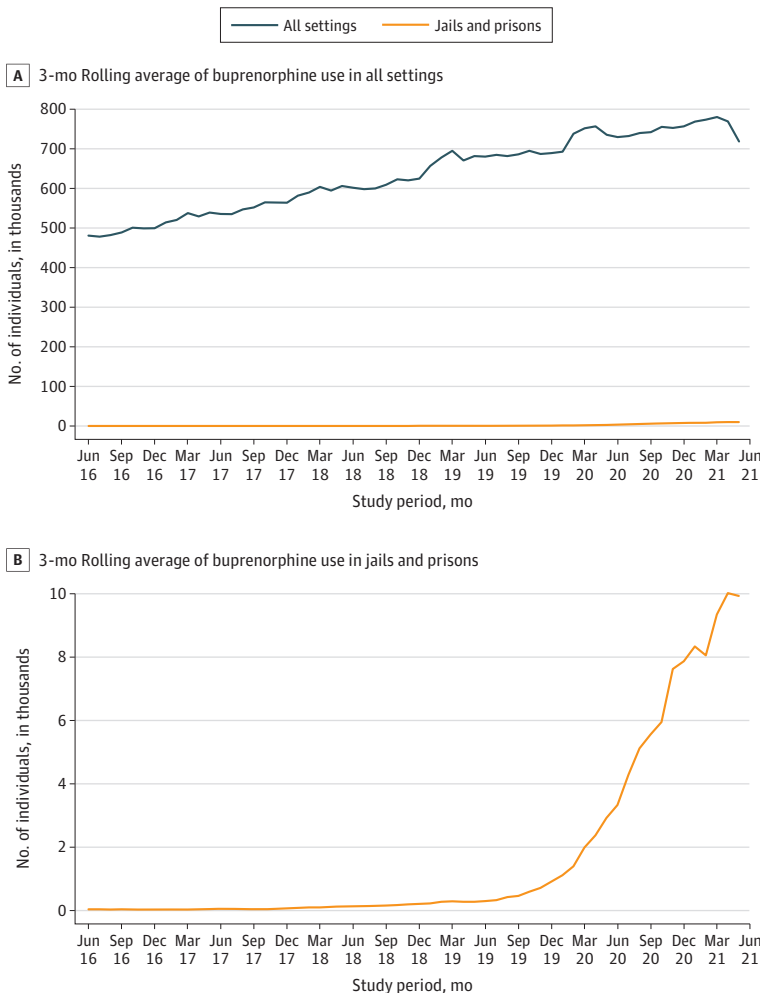 All settings Jails and prisons
A 3-mo Rolling average of buprenorphine use in all settings
No. of individuals, in thousands
800
700
600
500
400
300
200
100
0
Jun Sep Dec Mar Jun Sep Dec Mar Jun Sep Dec Mar Jun Sep Dec Mar Jun Sep Dec Mar Jun
16 16 16 17 17 17 17 18 18 18 18 19 19 19 19 20 20 20 20 21 21
Study period, mo
B 3-mo Rolling average of buprenorphine use in jails and prisons
No. of individuals, in thousands
10
8
6
4
2
0
Jun Sep Dec Mar Jun Sep Dec Mar Jun Sep Dec Mar Jun Sep Dec Mar Jun Sep Dec Mar Jun
16 16 16 17 17 17 17 18 18 18 18 19 19 19 19 20 20 20 20 21 21
Study period, mo